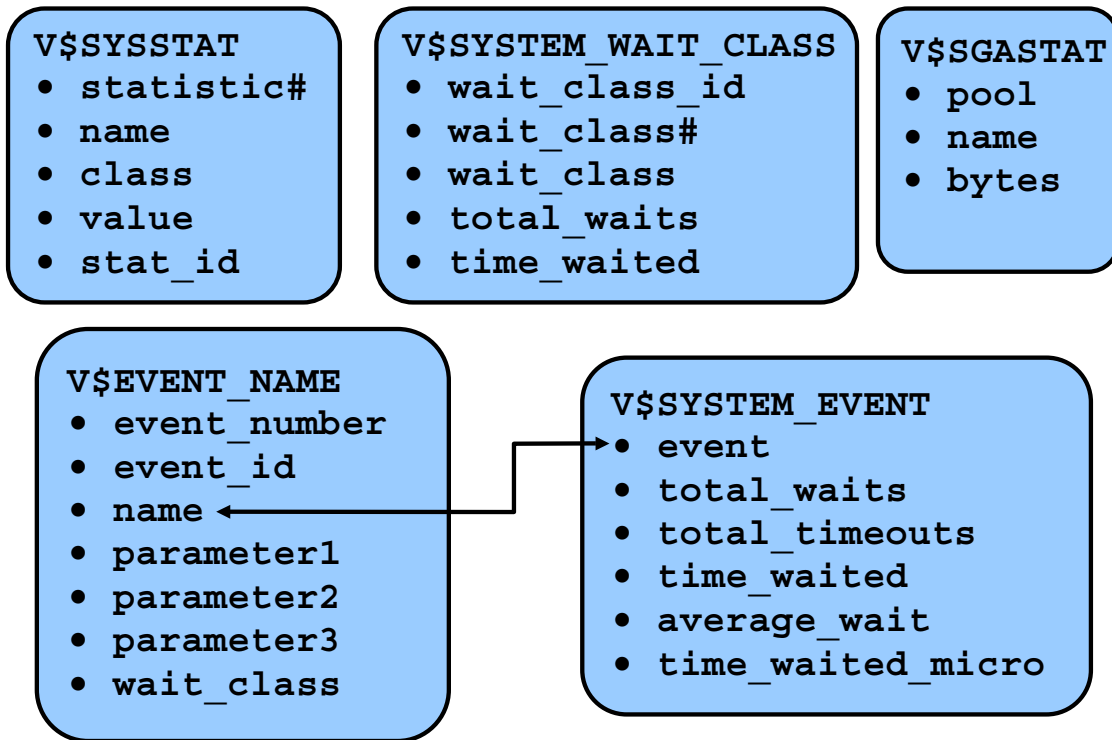 V$SYSSTAT
• statistic#
• name
• class
• value
• stat_id
V$SYSTEM_WAIT_CLASS
• wait_class_id
• wait_class#
• wait_class
• total_waits
• time_waited
V$SGASTAT
• pool
• name
• bytes
V$EVENT_NAME
• event_number
• event_id
• name
• parameter1
• parameter2
• parameter3
• wait_class
V$SYSTEM_EVENT
• event
• total_waits
• total_timeouts
• time_waited
• average_wait
• time_waited_micro